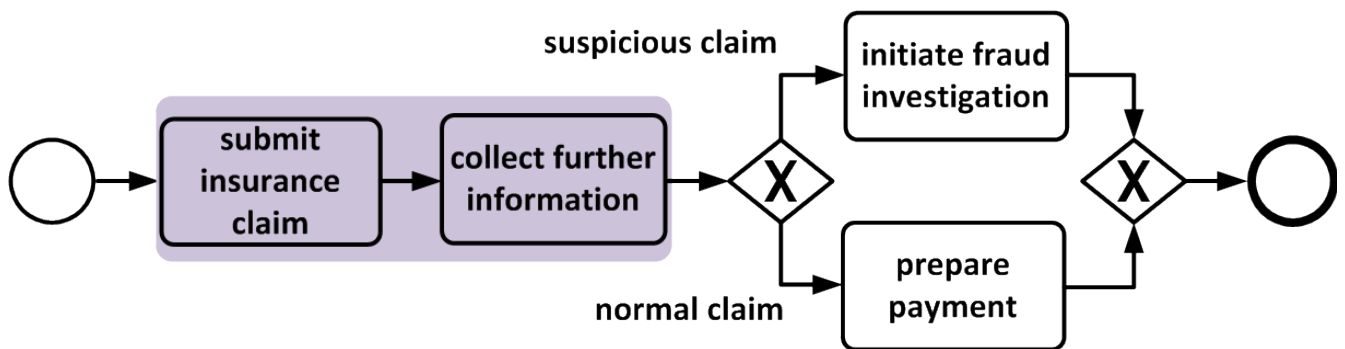 submit
insurance
claim
collect further
information
X
suspicious claim
initiate fraud
investigation
normal claim
prepare
payment
X